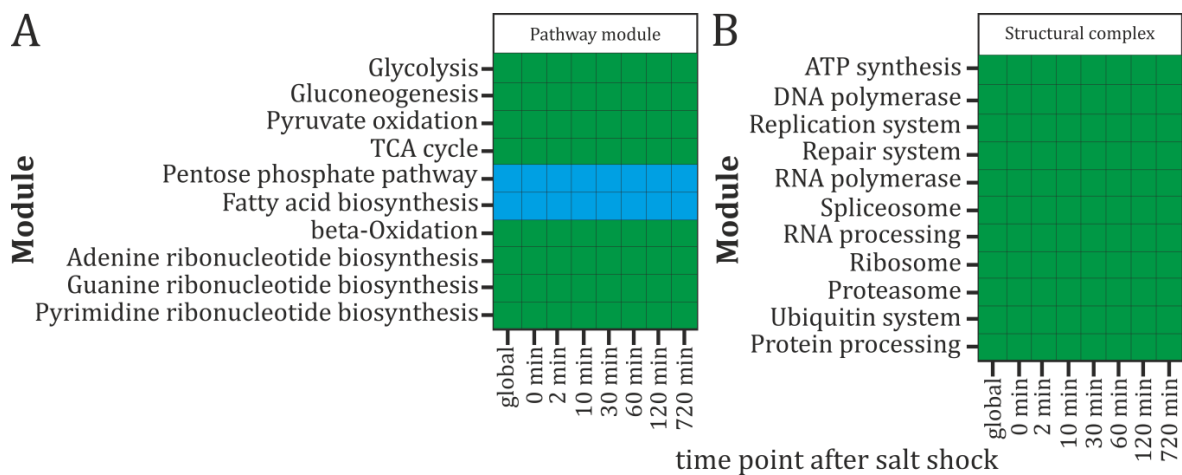 A
Pathway module
Module
Glycolysis
Gluconeogenesis
Pyruvate oxidation
TCA cycle
Pentose phosphate pathway
Fatty acid biosynthesis
beta-Oxidation
Adenine ribonucleotide biosynthesis
Guanine ribonucleotide biosynthesis
Pyrimidine ribonucleotide biosynthesis
global
0 min
2 min
10 min
30 min
60 min
120 min
720 min
B
Structural complex
Module
ATP synthesis
DNA polymerase
Replication system
Repair system
RNA polymerase
Spliceosome
RNA processing
Ribosome
Proteasome
Ubiquitin system
Protein processing
global
0 min
2 min
10 min
30 min
60 min
120 min
720 min
time point after salt shock